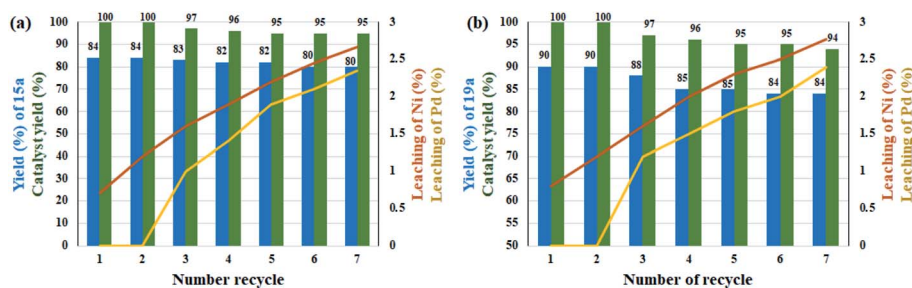 (a)
100 100 97 96 95 95 95
84 84 83 82 82 80 80
100
90
80
70
60
50
40
30
20
10
0
3
2.5
2
1.5
1
0.5
0
1 2 3 4 5 6 7
Number recycle
Yield (%) of 15a
Catalyst yield (%)
Leaching of Ni (%)
Leaching of Pd (%)
(b)
100 100 97 96 95 95 94
90 90 88 85 85 84 84
100
95
90
85
80
75
70
65
60
55
50
3
2.5
2
1.5
1
0.5
0
1 2 3 4 5 6 7
Number of recycle
Yield (%) of 19a
Catalyst yield (%)
Leaching of Ni (%)
Leaching of Pd (%)